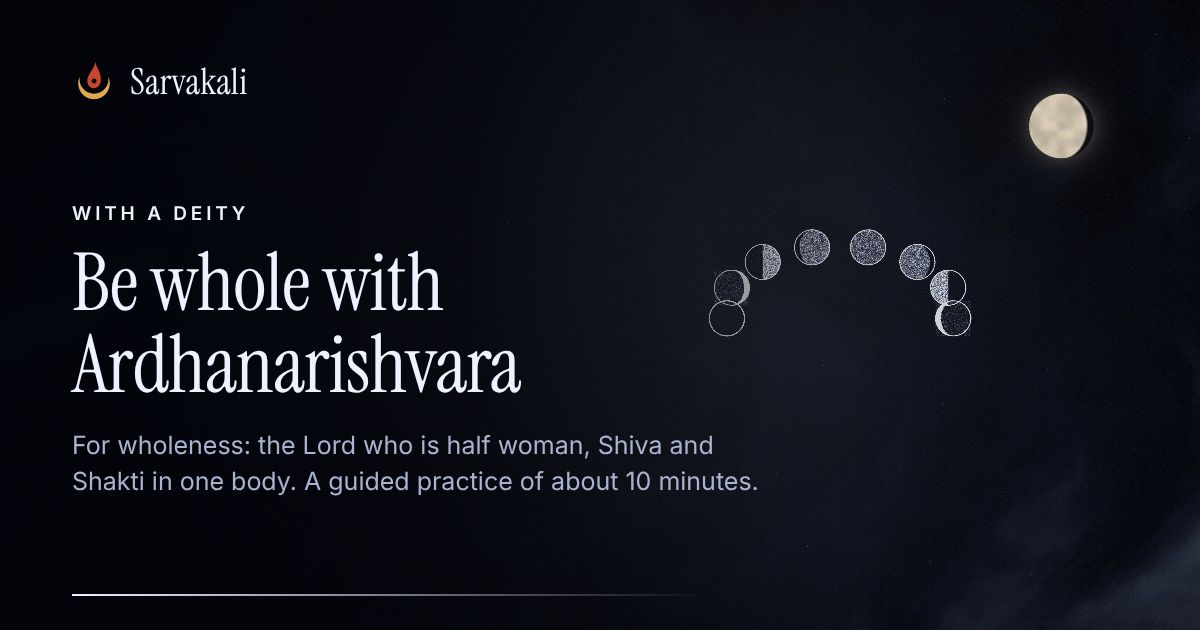 Sarvakali
WITH A DEITY
Be whole with
Ardhanarishvara
For wholeness: the Lord who is half woman, Shiva and
Shakti in one body. A guided practice of about 10 minutes.